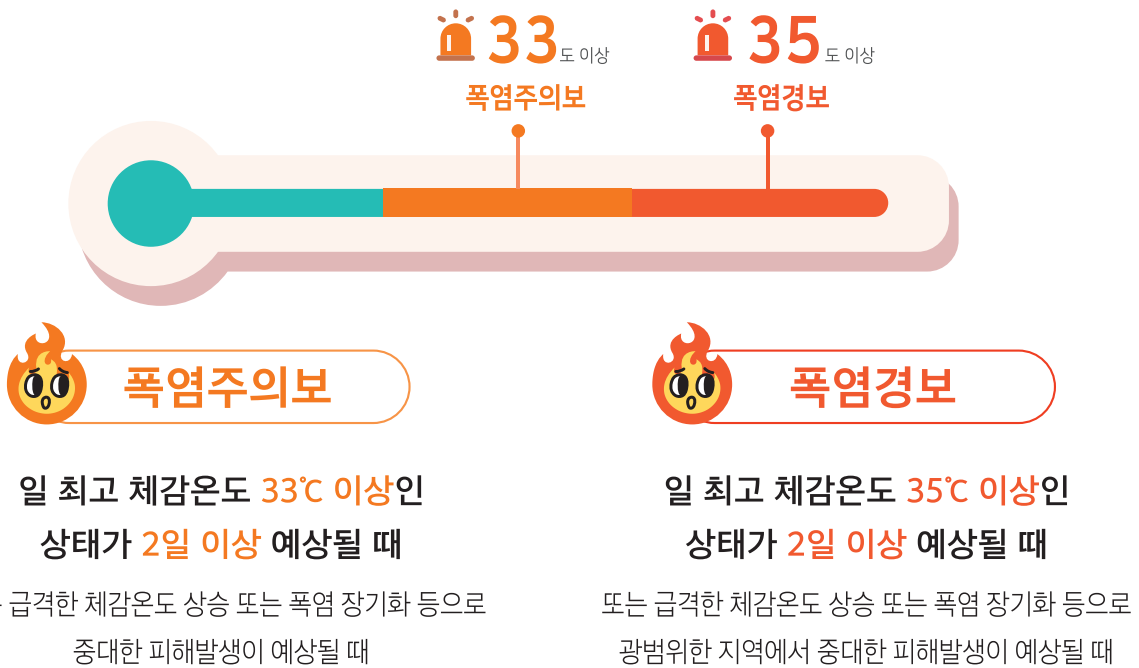 33도 이상
35도 이상
폭염주의보
폭염경보
폭염주의보
일 최고 체감온도 33℃ 이상인
상태가 2일 이상 예상될 때
급격한 체감온도 상승 또는 폭염 장기화 등으로
중대한 피해발생이 예상될 때
폭염경보
일 최고 체감온도 35℃ 이상인
상태가 2일 이상 예상될 때
또는 급격한 체감온도 상승 또는 폭염 장기화 등으로
광범위한 지역에서 중대한 피해발생이 예상될 때